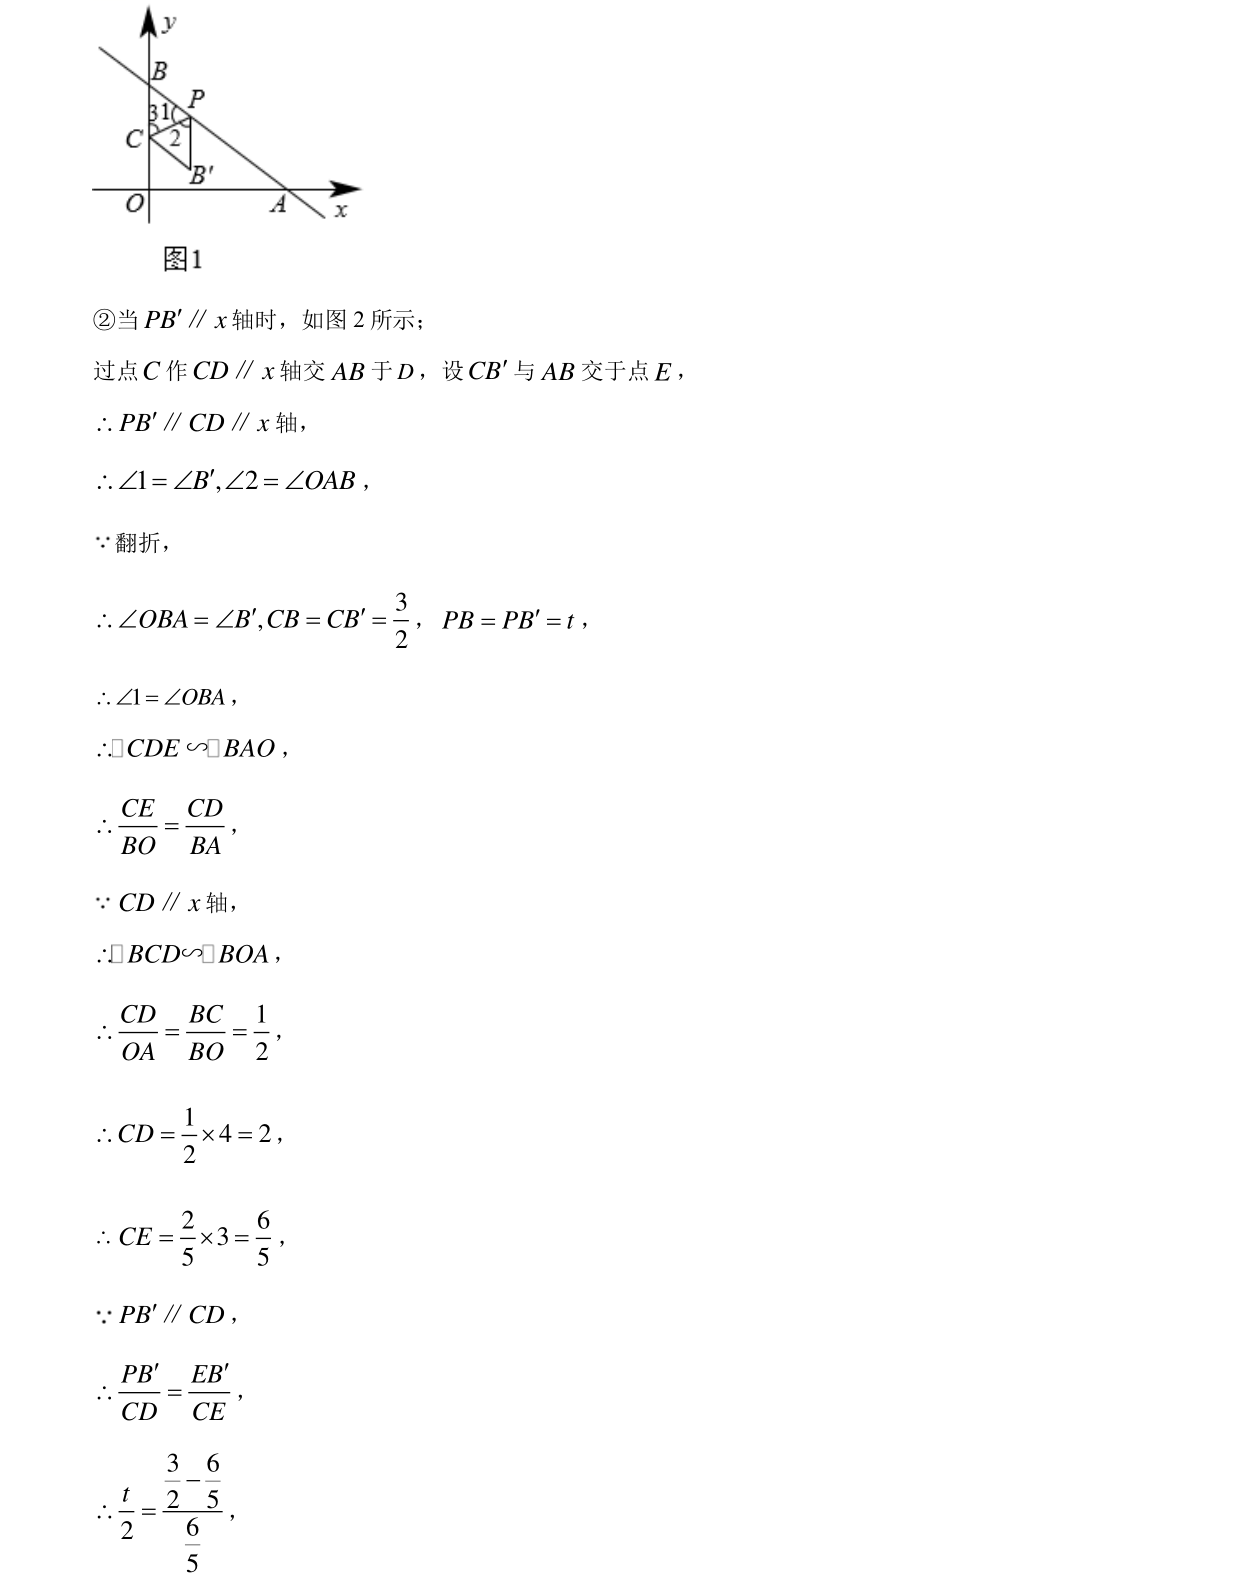 y
B
31
P
C
2
B′
O
A
x
图1
②当PB′∥x轴时，如图2所示；
过点C作CD∥x轴交AB于D，设CB′与AB交于点E，
∴PB′∥CD∥x轴，
∴∠1=∠B′,∠2=∠OAB，
∵翻折，
∴∠OBA=∠B′,CB=CB′=3/2，PB=PB′=t，
∴∠1=∠OBA，
∴□CDE∽□BAO，
∴CE/BO=CD/BA，
∵CD∥x轴，
∴□BCD∽□BOA，
∴CD/OA=BC/BO=1/2，
∴CD=1/2×4=2，
∴CE=2/5×3=6/5，
∵PB′∥CD，
∴PB′/CD=EB′/CE，
∴t/2=(3/2−6/5)/(6/5)，